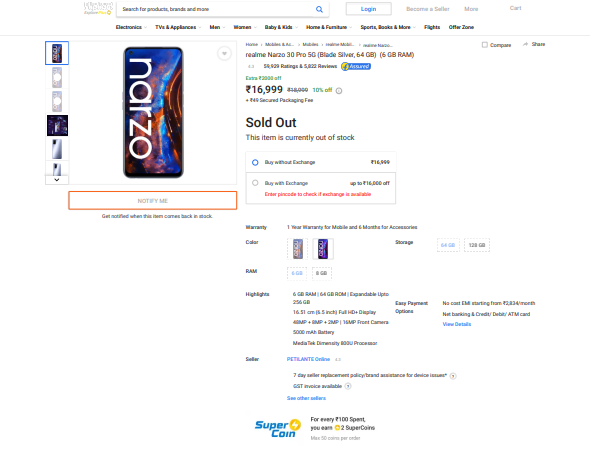 Flipkart
Explore Plus
Search for products, brands and more
Login
Become a Seller
More
Cart
Electronics
TVs & Appliances
Men
Women
Baby & Kids
Home & Furniture
Sports, Books & More
Flights
Offer Zone
Home
Mobiles & Ac...
Mobiles
realme Mobil...
realme Narzo...
Compare
Share
realme Narzo 30 Pro 5G (Blade Silver, 64 GB) (6 GB RAM)
59,939 Ratings & 5,822 Reviews
Assured
Extra ₹3000 off
₹16,999 ₹18,999 10% off
+ ₹49 Secured Packaging Fee
narzo
Sold Out
This item is currently out of stock
Buy without Exchange ₹16,999
Buy with Exchange up to ₹16,000 off
Enter pincode to check if exchange is available
NOTIFY ME
Get notified when this item comes back in stock.
Warranty 1 Year Warranty for Mobile and 6 Months for Accessories
Color
Storage 64 GB 128 GB
RAM 6 GB 8 GB
Highlights
6 GB RAM | 64 GB ROM | Expandable Upto
256 GB
16.51 cm (6.5 inch) Full HD+ Display
48MP + 8MP + 2MP | 16MP Front Camera
5000 mAh Battery
MediaTek Dimensity 800U Processor
Easy Payment
Options
No cost EMI starting from ₹2,834/month
Net banking & Credit/ Debit/ ATM card
View Details
Seller PETILANTE Online
7 day seller replacement policy/brand assistance for device issues*
GST invoice available
See other sellers
Super
Coin
For every ₹100 Spent,
you earn 2 SuperCoins
Max 50 coins per order